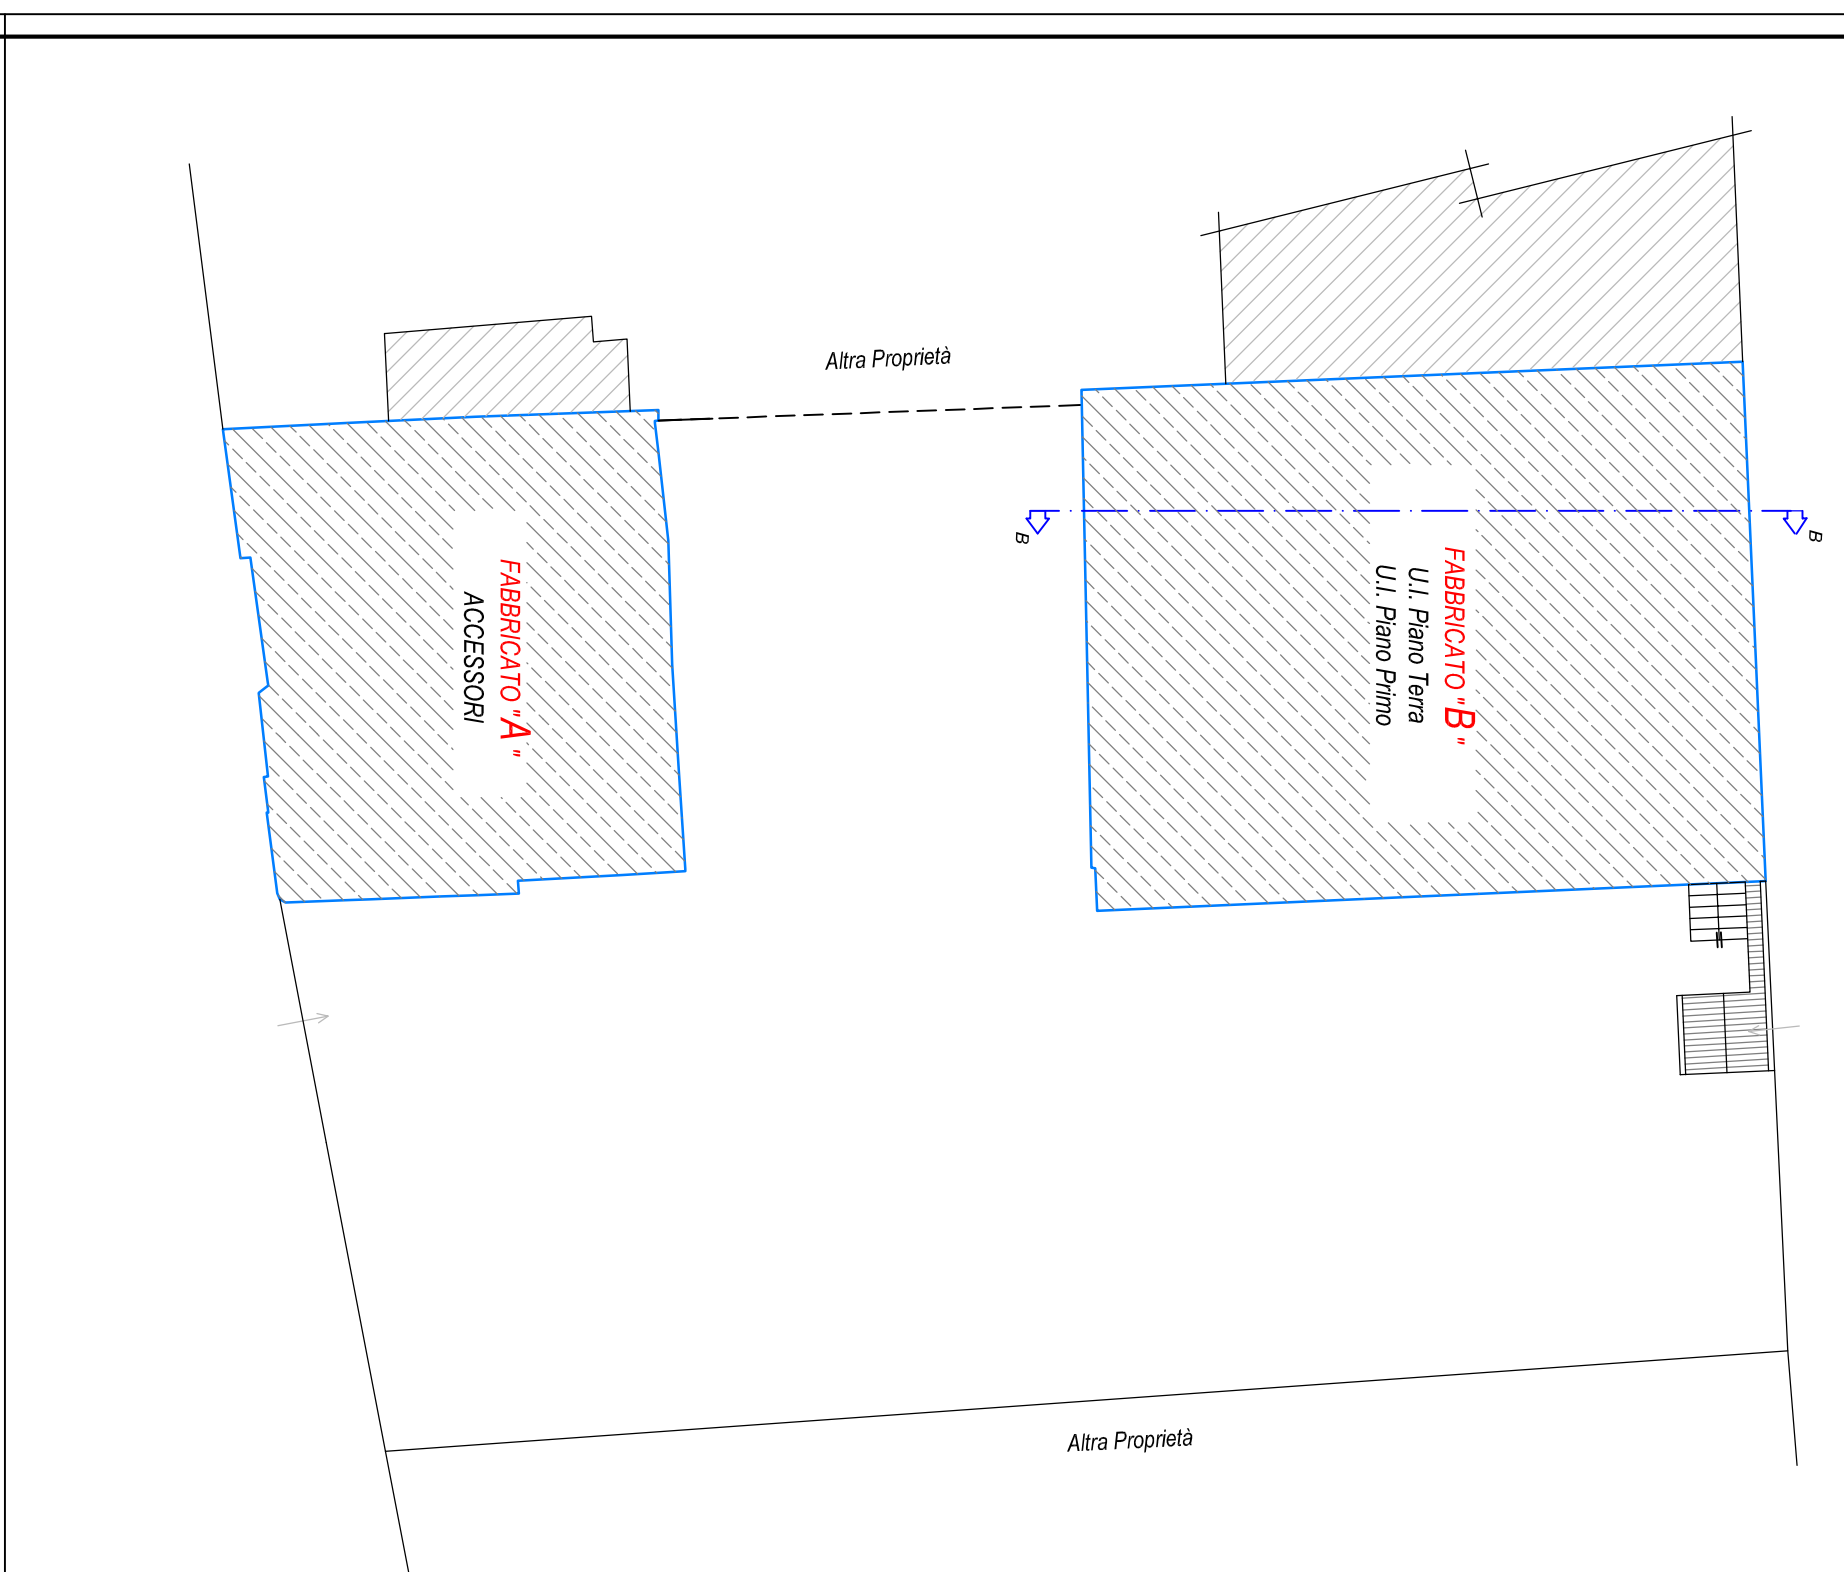 Altra Proprietà
B
B
FABBRICATO "A"
ACCESSORI
FABBRICATO "B"
U.I. Piano Terra
U.I. Piano Primo
Altra Proprietà